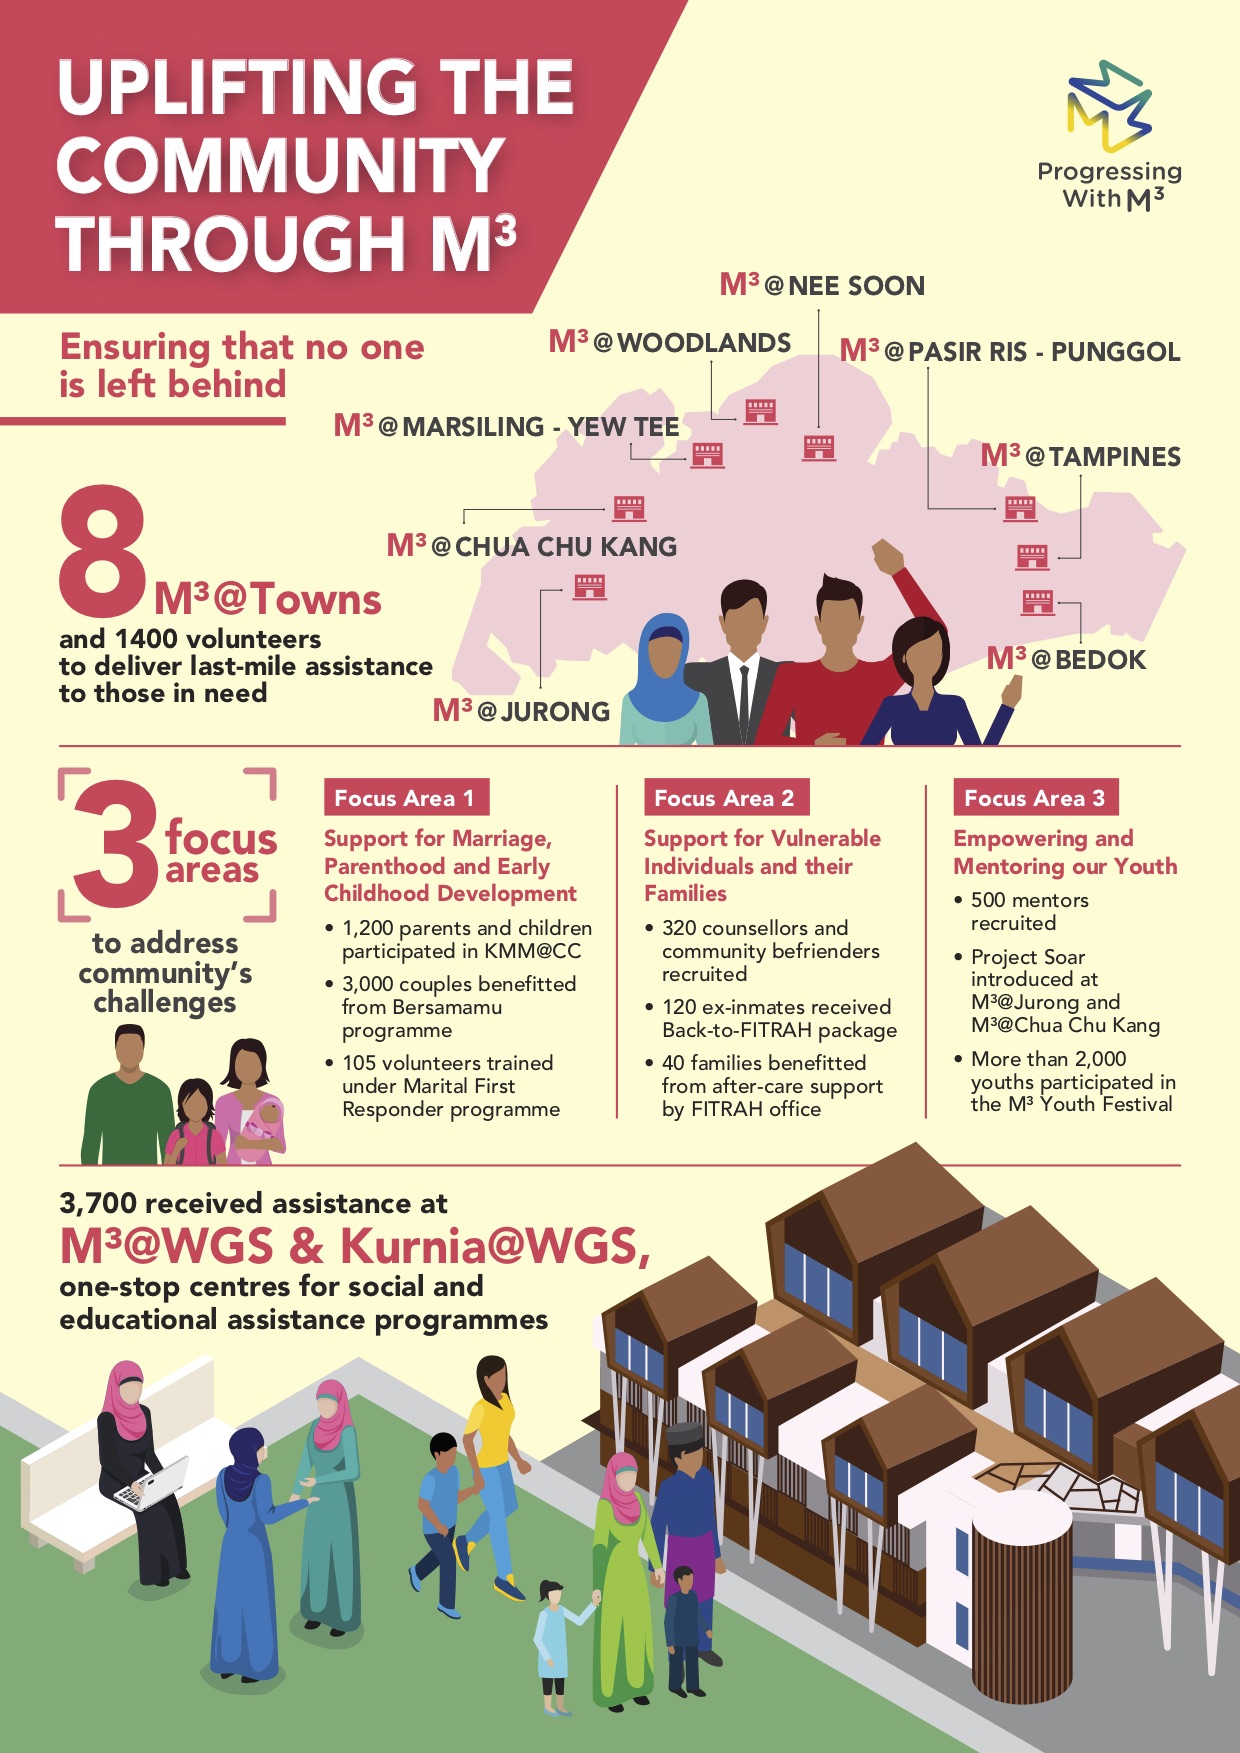 UPLIFTING THE
COMMUNITY
THROUGH M³
Progressing
With M³
Ensuring that no one
is left behind
M³@NEE SOON
M³@WOODLANDS
M³@PASIR RIS - PUNGGOL
M³@MARSILING - YEW TEE
M³@TAMPINES
M³@CHUA CHU KANG
M³@BEDOK
M³@JURONG
8 M³@Towns
and 1400 volunteers
to deliver last-mile assistance
to those in need
3 focus
areas
to address
community's
challenges
Focus Area 1
Support for Marriage,
Parenthood and Early
Childhood Development
• 1,200 parents and children
participated in KMM@CC
• 3,000 couples benefitted
from Bersamamu
programme
• 105 volunteers trained
under Marital First
Responder programme
Focus Area 2
Support for Vulnerable
Individuals and their
Families
• 320 counsellors and
community befrienders
recruited
• 120 ex-inmates received
Back-to-FITRAH package
• 40 families benefitted
from after-care support
by FITRAH office
Focus Area 3
Empowering and
Mentoring our Youth
• 500 mentors
recruited
• Project Soar
introduced at
M³@Jurong and
M³@Chua Chu Kang
• More than 2,000
youths participated in
the M³ Youth Festival
3,700 received assistance at
M³@WGS & Kurnia@WGS,
one-stop centres for social and
educational assistance programmes